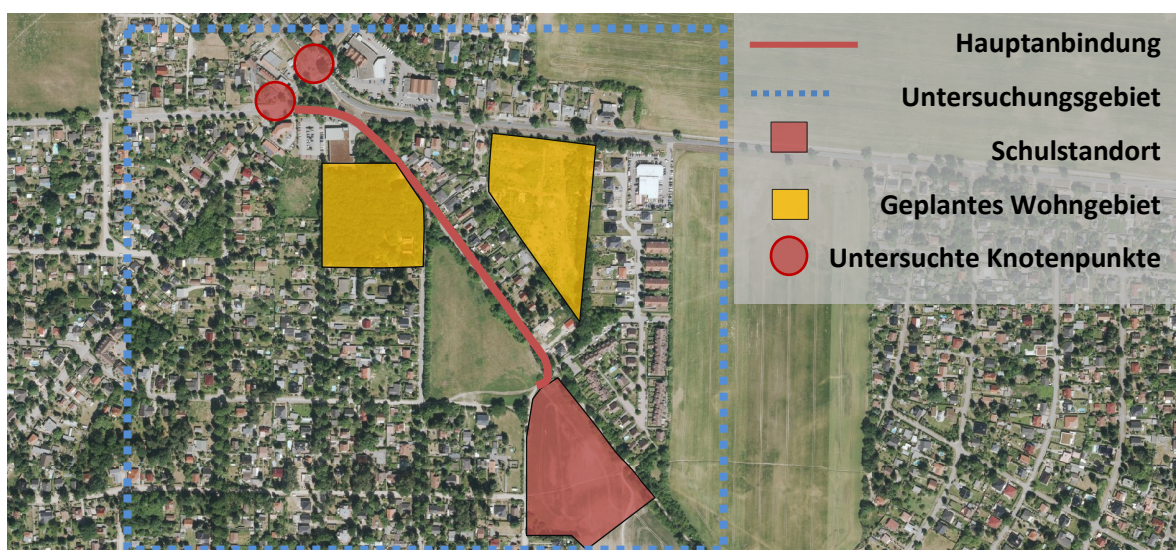 Hauptanbindung
Untersuchungsgebiet
Schulstandort
Geplantes Wohngebiet
Untersuchte Knotenpunkte